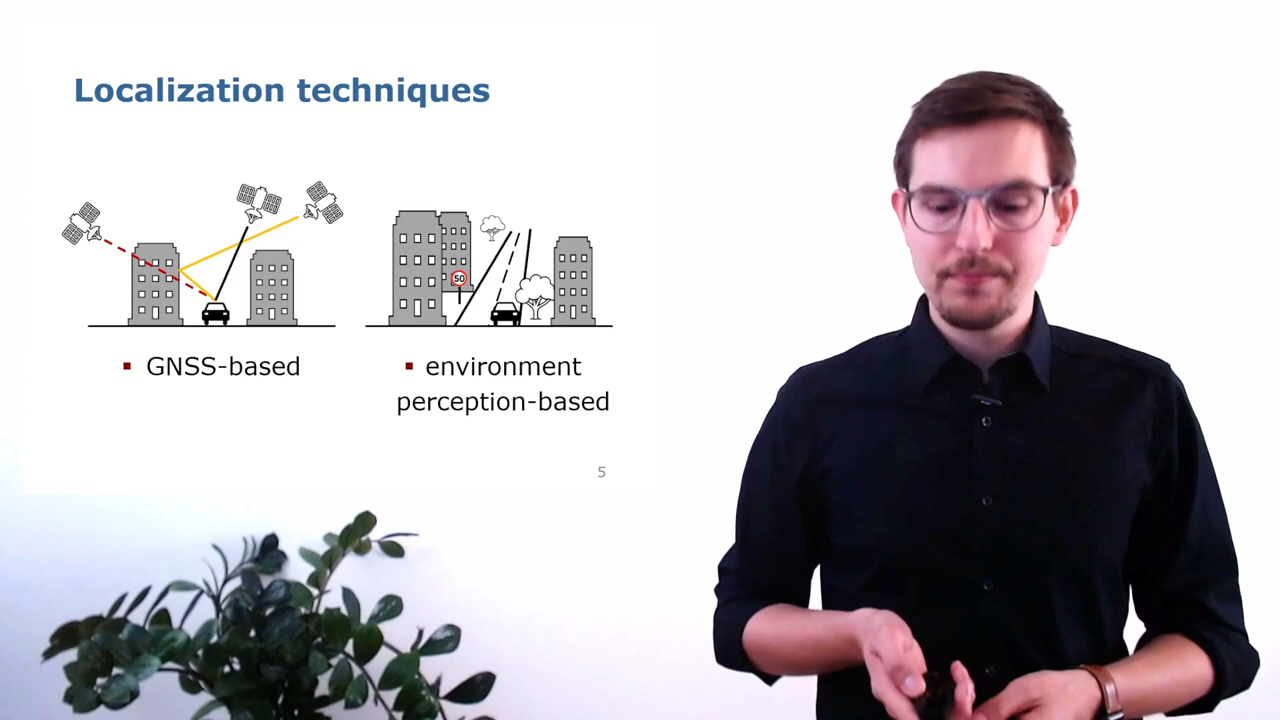 Localization techniques
50
▪ GNSS-based
▪ environment
perception-based
5